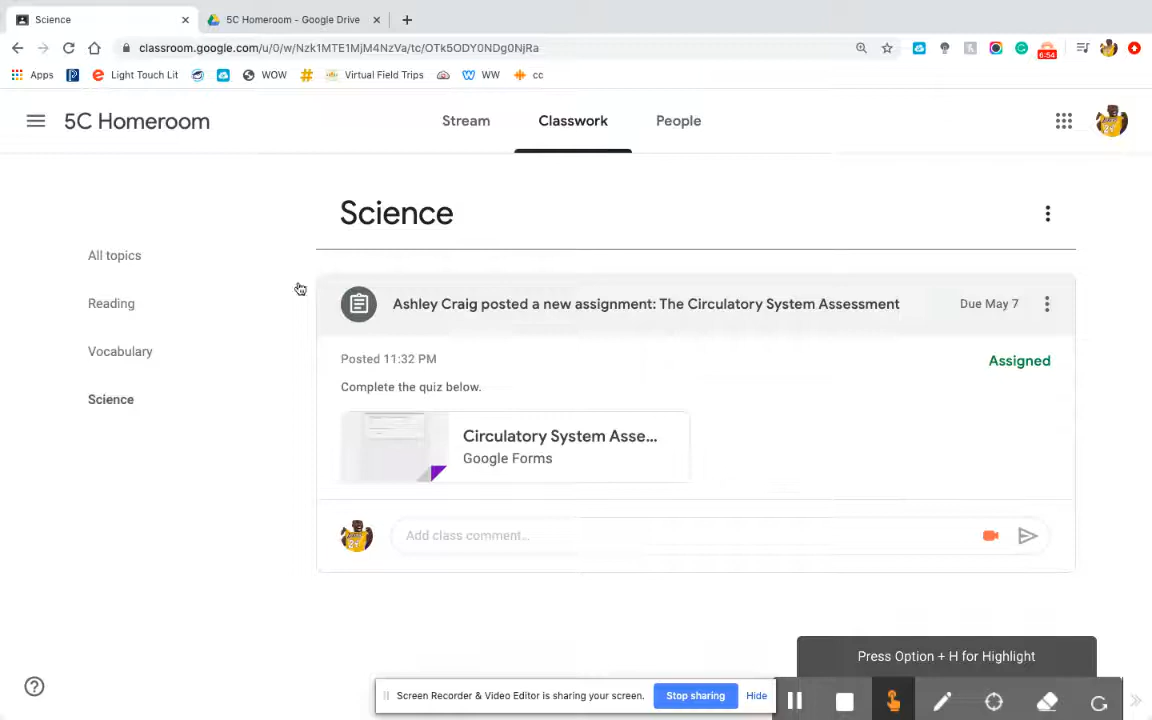 Science
5C Homeroom - Google Drive
classroom.google.com/u/0/w/Nzk1MTE1MjM4NzVa/tc/OTk5ODY0NDg0NjRa
6:54
Apps
Light Touch Lit
WOW
Virtual Field Trips
WW
cc
5C Homeroom
Stream
Classwork
People
Science
All topics
Reading
Vocabulary
Science
Ashley Craig posted a new assignment: The Circulatory System Assessment
Due May 7
Posted 11:32 PM
Assigned
Complete the quiz below.
Circulatory System Asse...
Google Forms
Add class comment...
Press Option + H for Highlight
Screen Recorder & Video Editor is sharing your screen.
Stop sharing
Hide